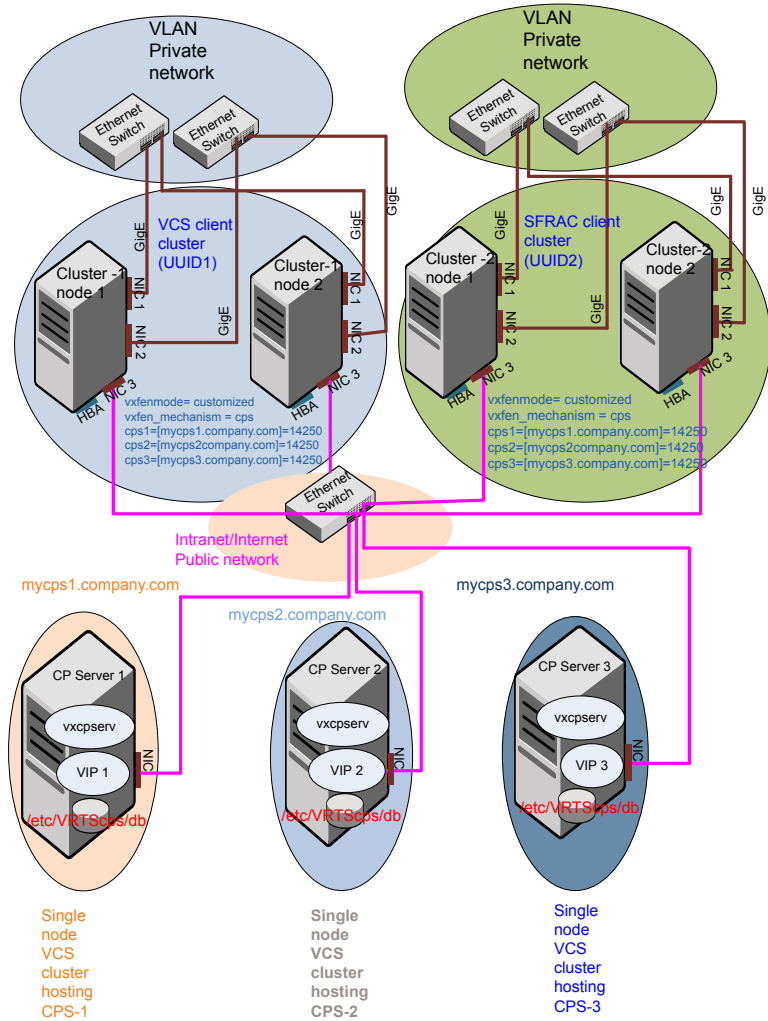 VLAN
Private
network
VLAN
Private
network
Ethernet
Switch
Ethernet
Switch
Ethernet
Switch
Ethernet
Switch
GigE
GigE
GigE
GigE
GigE
GigE
GigE
GigE
VCS client
cluster
(UUID1)
SFRAC client
cluster
(UUID2)
Cluster -1
node 1
NIC 1
NIC 2
NIC 3
HBA
Cluster-1
node 2
NIC 1
NIC 2
NIC 3
HBA
Cluster -2
node 1
NIC 1
NIC 2
NIC 3
HBA
Cluster-2
node 2
NIC 1
NIC 2
NIC 3
HBA
vxfenmode= customized
vxfen_mechanism = cps
cps1=[mycps1.company.com]=14250
cps2=[mycps2company.com]=14250
cps3=[mycps3.company.com]=14250
vxfenmode= customized
vxfen_mechanism = cps
cps1=[mycps1.company.com]=14250
cps2=[mycps2company.com]=14250
cps3=[mycps3.company.com]=14250
Ethernet
Switch
Intranet/Internet
Public network
mycps1.company.com
mycps2.company.com
mycps3.company.com
CP Server 1
vxcpserv
VIP 1
NIC
/etc/VRTScps/db
CP Server 2
vxcpserv
VIP 2
NIC
/etc/VRTScps/db
CP Server 3
vxcpserv
VIP 3
NIC
/etc/VRTScps/db
Single
node
VCS
cluster
hosting
CPS-1
Single
node
VCS
cluster
hosting
CPS-2
Single
node
VCS
cluster
hosting
CPS-3